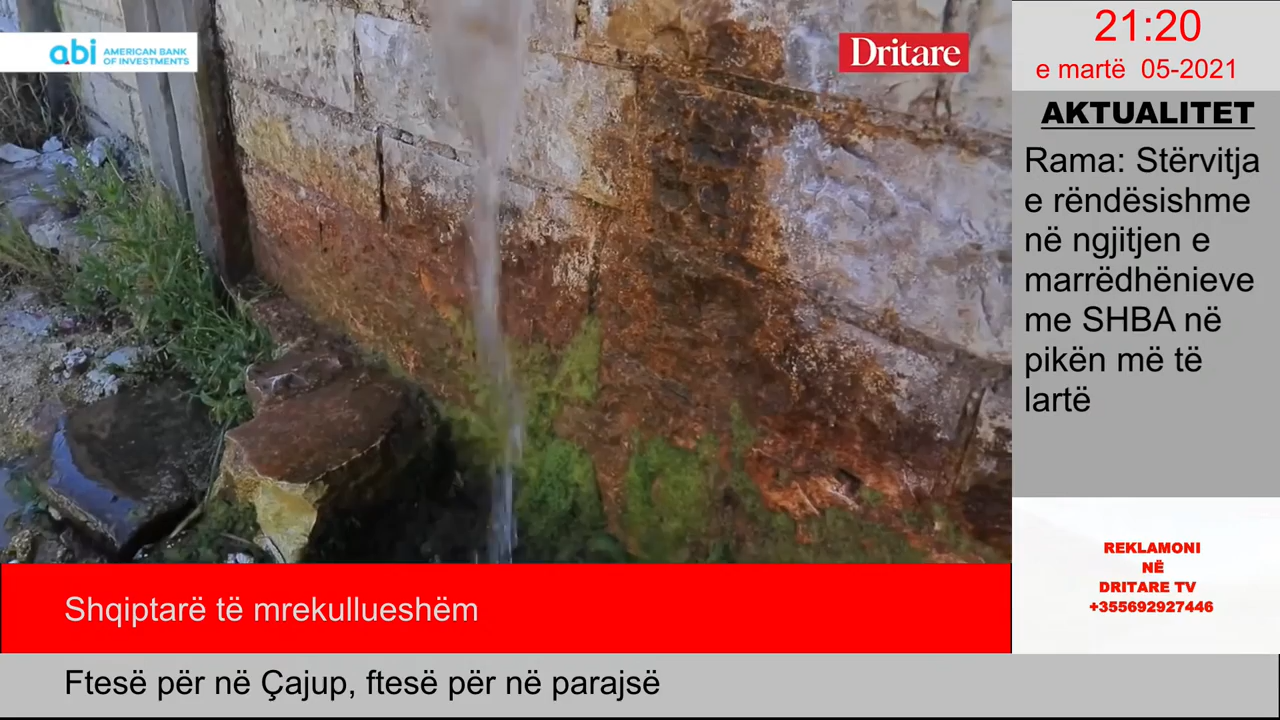 abi AMERICAN BANK
OF INVESTMENTS
Dritare
21:20
e martë 05-2021
AKTUALITET
Rama: Stërvitja
e rëndësishme
në ngjitjen e
marrëdhënieve
me SHBA në
pikën më të
lartë
REKLAMONI
NË
DRITARE TV
+355692927446
Shqiptarë të mrekullueshëm
Ftesë për në Çajup, ftesë për në parajsë